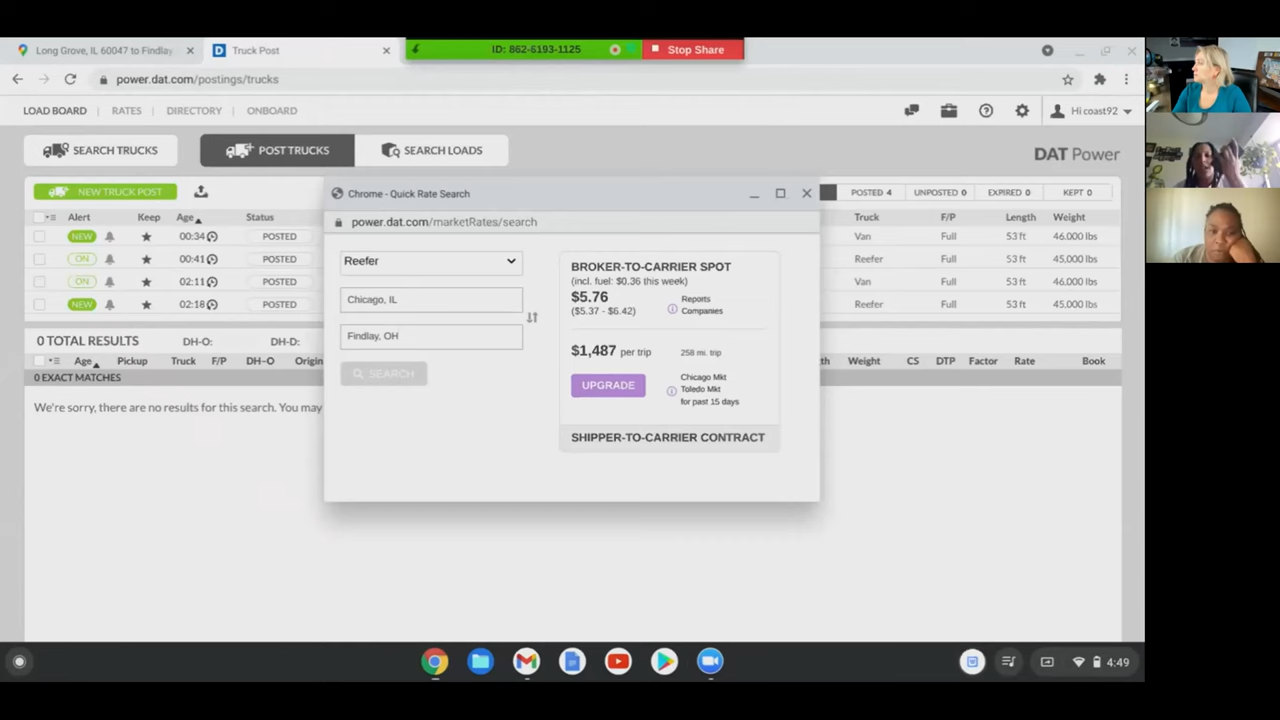 Long Grove, IL 60047 to Findlay
Truck Post
ID: 862-6193-1125
Stop Share
power.dat.com/postings/trucks
LOAD BOARD
RATES
DIRECTORY
ONBOARD
Hi coast92
SEARCH TRUCKS
POST TRUCKS
SEARCH LOADS
DAT Power
NEW TRUCK POST
POSTED 4
UNPOSTED 0
EXPIRED 0
KEPT 0
Alert Keep Age Status Truck F/P Length Weight
NEW 00:34 POSTED Van Full 53 ft 46,000 lbs
ON 00:41 POSTED Reefer Full 53 ft 45,000 lbs
ON 02:11 POSTED Van Full 53 ft 46,000 lbs
NEW 02:18 POSTED Reefer Full 53 ft 45,000 lbs
0 TOTAL RESULTS DH-O: DH-D:
Age Pickup Truck F/P DH-O Origin Weight CS DTP Factor Rate Book
0 EXACT MATCHES
We're sorry, there are no results for this search. You may
Chrome - Quick Rate Search
power.dat.com/marketRates/search
Reefer
Chicago, IL
Findlay, OH
SEARCH
BROKER-TO-CARRIER SPOT
(incl. fuel: $0.36 this week)
$5.76
($5.37 - $6.42)
Reports
Companies
$1,487 per trip
258 mi. trip
UPGRADE
Chicago Mkt
Toledo Mkt
for past 15 days
SHIPPER-TO-CARRIER CONTRACT
4:49